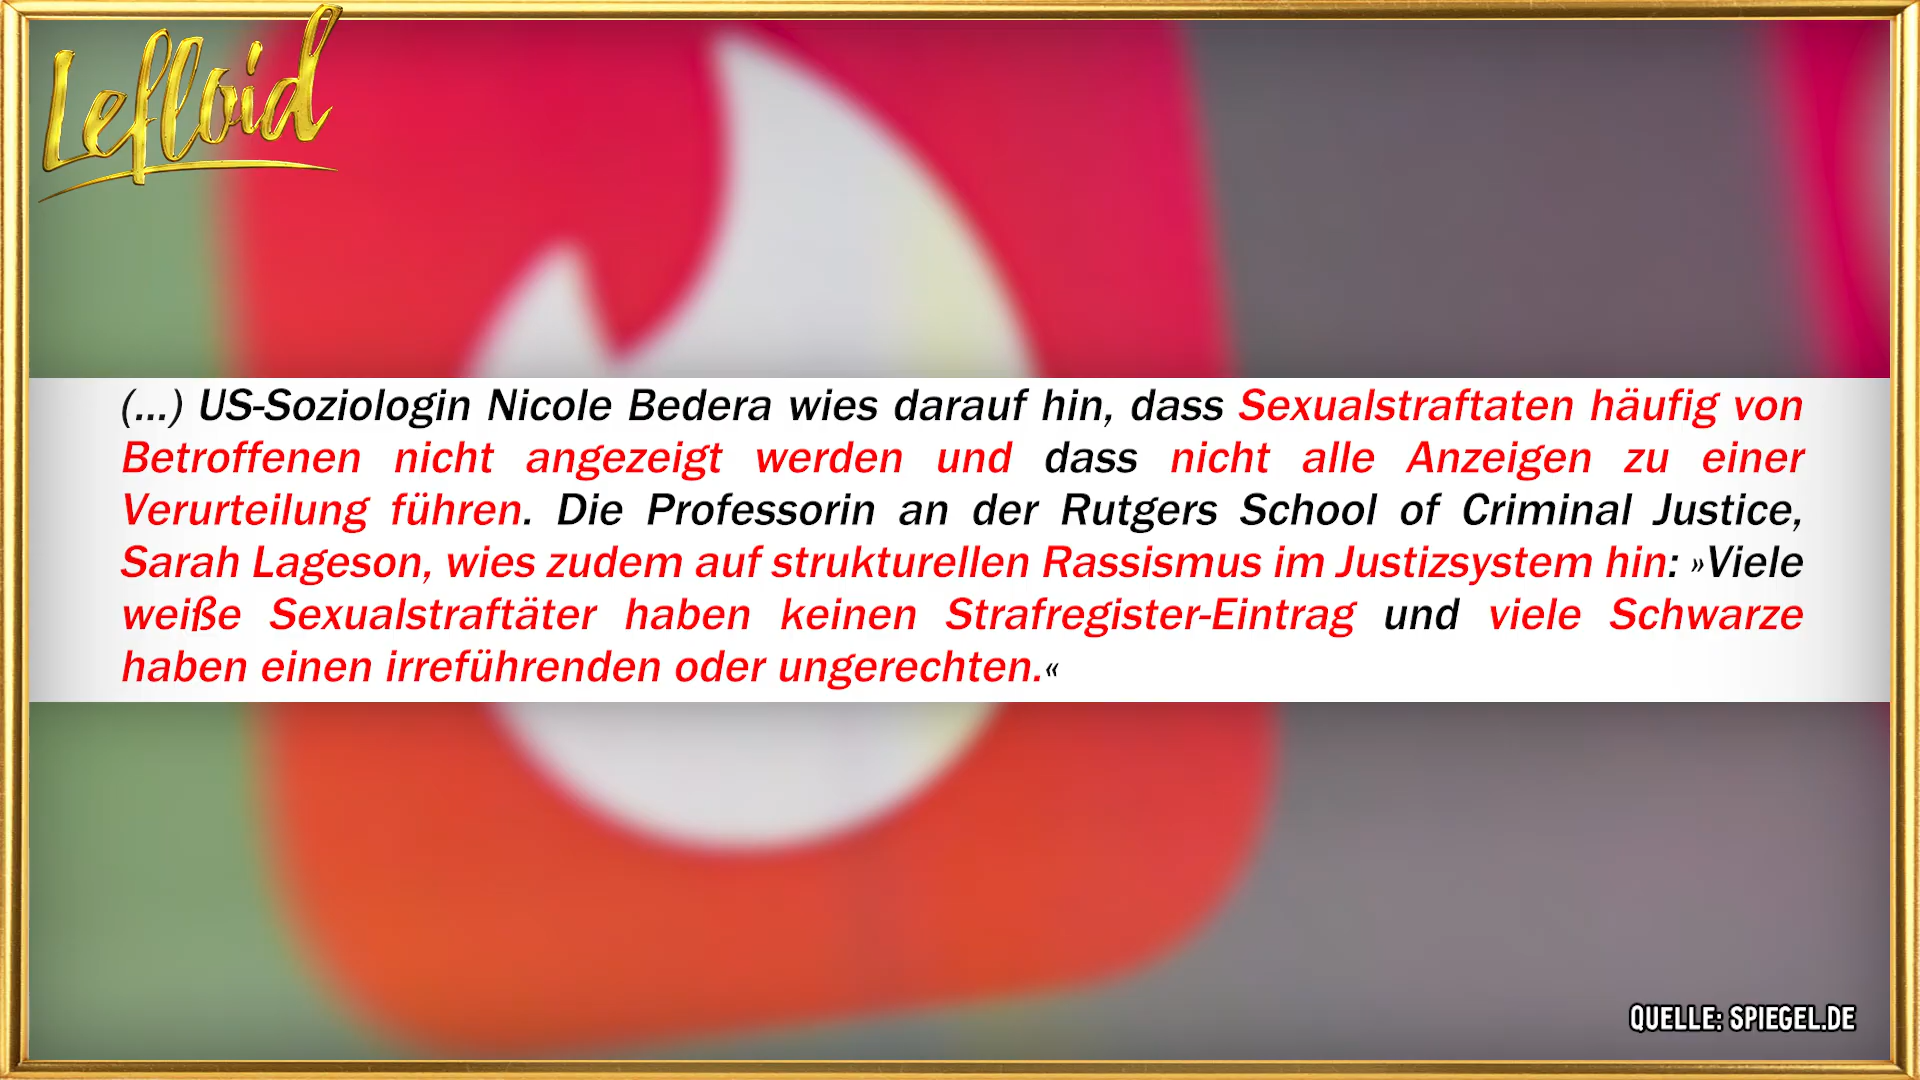 Lefloid
(...) US-Soziologin Nicole Bedera wies darauf hin, dass Sexualstraftaten häufig von
Betroffenen nicht angezeigt werden und dass nicht alle Anzeigen zu einer
Verurteilung führen. Die Professorin an der Rutgers School of Criminal Justice,
Sarah Lageson, wies zudem auf strukturellen Rassismus im Justizsystem hin: »Viele
weiße Sexualstraftäter haben keinen Strafregister-Eintrag und viele Schwarze
haben einen irreführenden oder ungerechten.«
QUELLE: SPIEGEL.DE